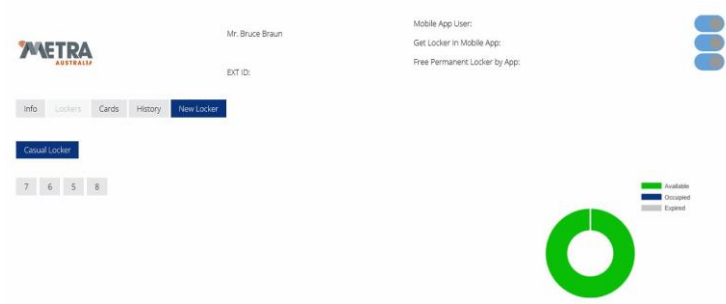 METRA
AUSTRALIA
Mr. Bruce Braun
EXT ID:
Mobile App User:
Get Locker In Mobile App:
Free Permanent Locker by App:
Info Lockers Cards History New Locker
Casual Locker
7 6 5 8
Available
Occupied
Expired